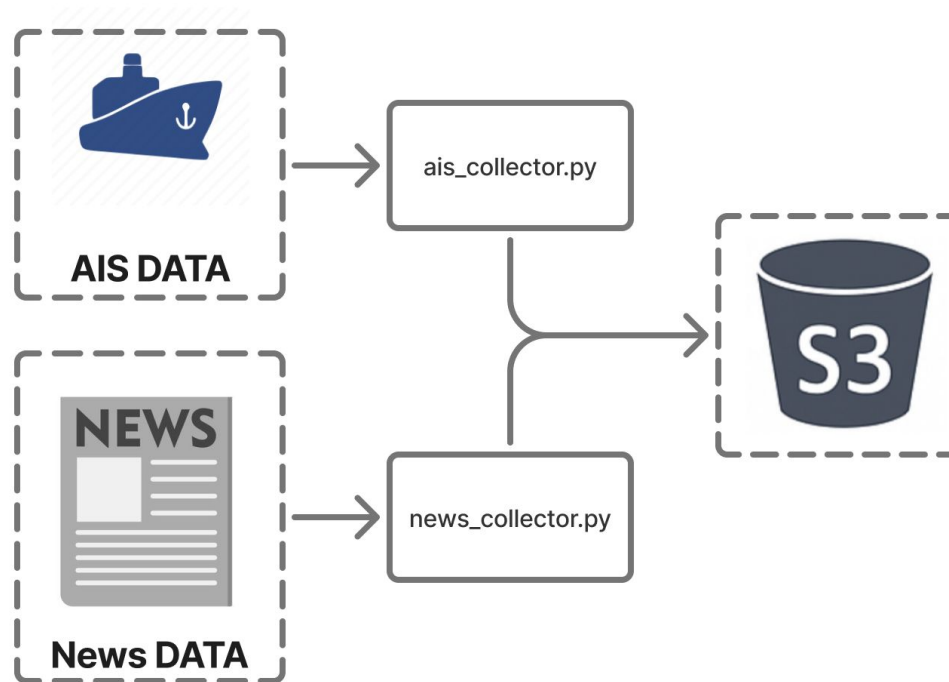 AIS DATA
ais_collector.py
S3
NEWS
news_collector.py
News DATA